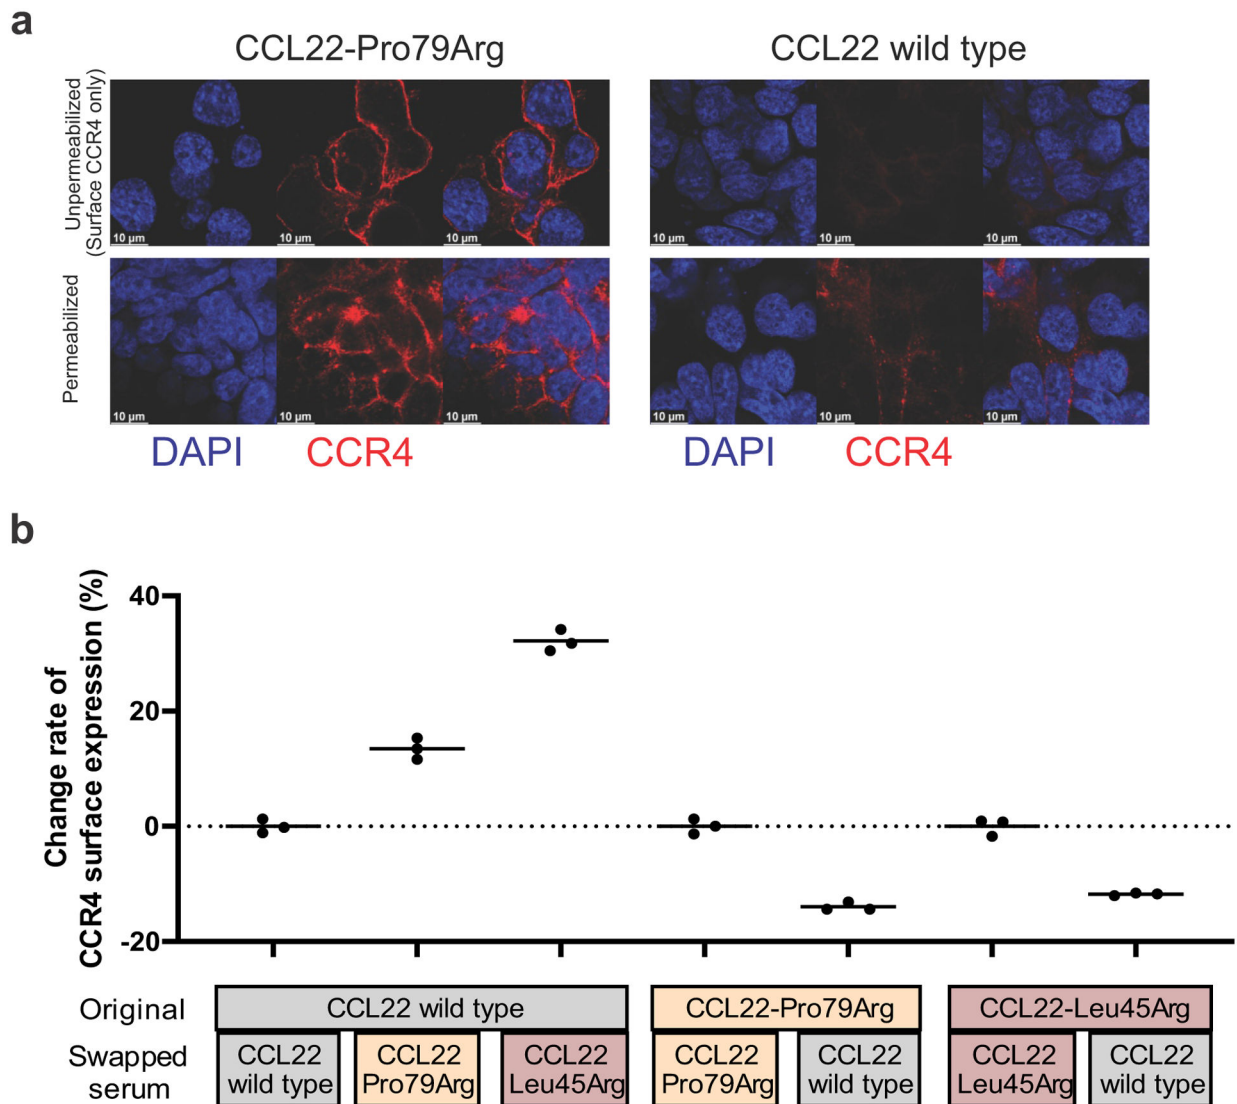 a
CCL22-Pro79Arg
CCL22 wild type
Unpermeabilized
(Surface CCR4 only)
10 µm
10 µm
10 µm
10 µm
10 µm
10 µm
Permeabilized
10 µm
10 µm
10 µm
10 µm
10 µm
10 µm
DAPI
CCR4
DAPI
CCR4
b
Change rate of
CCR4 surface expression (%)
40
20
0
-20
Original
CCL22 wild type
CCL22-Pro79Arg
CCL22-Leu45Arg
Swapped
serum
CCL22
wild type
CCL22
Pro79Arg
CCL22
Leu45Arg
CCL22
Pro79Arg
CCL22
wild type
CCL22
Leu45Arg
CCL22
wild type